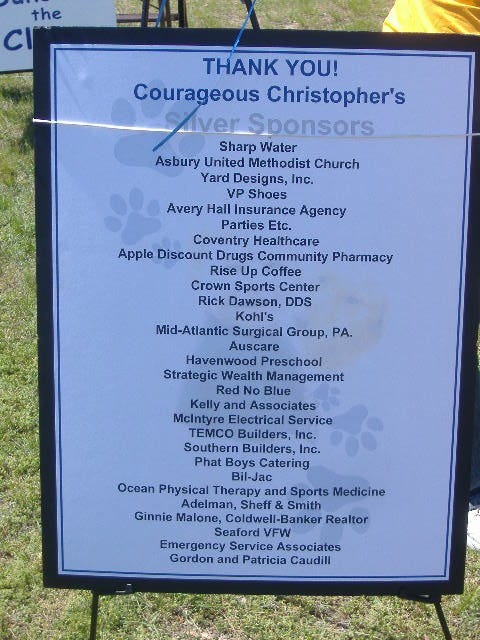 the
Cl
THANK YOU!
Courageous Christopher's
Silver Sponsors
Sharp Water
Asbury United Methodist Church
Yard Designs, Inc.
VP Shoes
Avery Hall Insurance Agency
Parties Etc.
Coventry Healthcare
Apple Discount Drugs Community Pharmacy
Rise Up Coffee
Crown Sports Center
Rick Dawson, DDS
Kohl's
Mid-Atlantic Surgical Group, PA.
Auscare
Havenwood Preschool
Strategic Wealth Management
Red No Blue
Kelly and Associates
McIntyre Electrical Service
TEMCO Builders, Inc.
Southern Builders, Inc.
Phat Boys Catering
Bil-Jac
Ocean Physical Therapy and Sports Medicine
Adelman, Sheff & Smith
Ginnie Malone, Coldwell-Banker Realtor
Seaford VFW
Emergency Service Associates
Gordon and Patricia Caudill